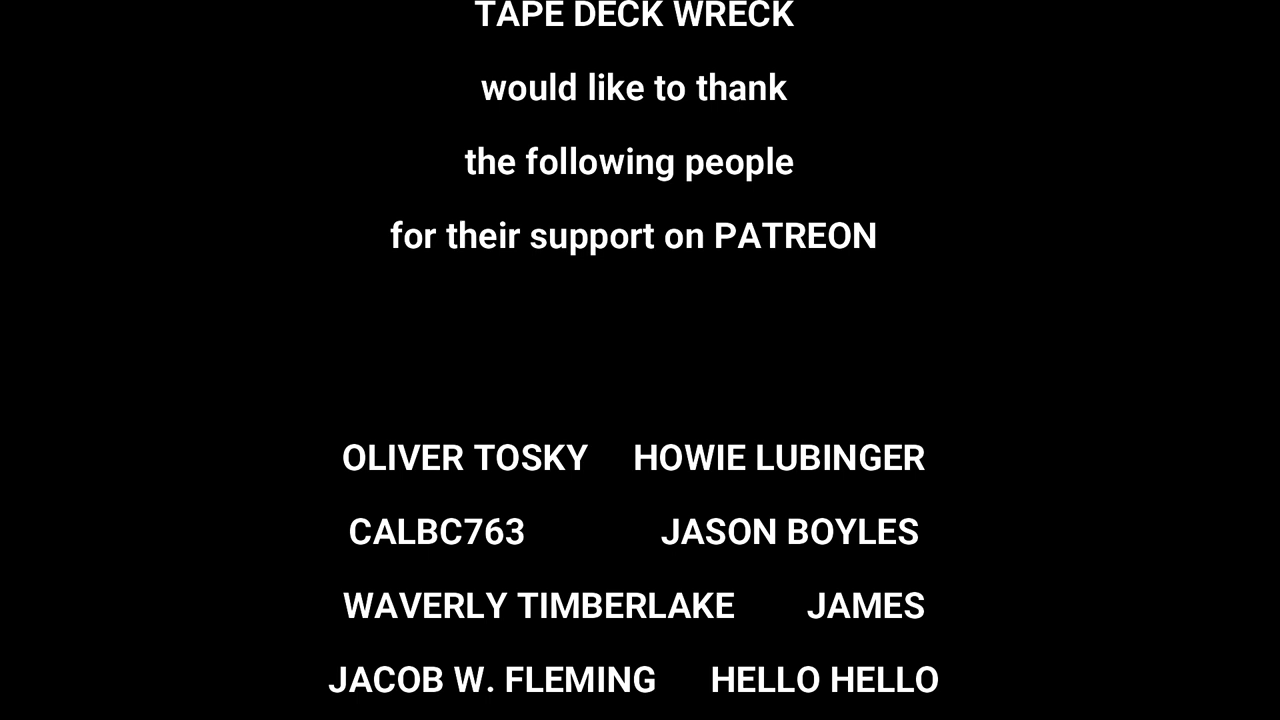 TAPE DECK WRECK
would like to thank
the following people
for their support on PATREON
OLIVER TOSKY HOWIE LUBINGER
CALBC763 JASON BOYLES
WAVERLY TIMBERLAKE JAMES
JACOB W. FLEMING HELLO HELLO